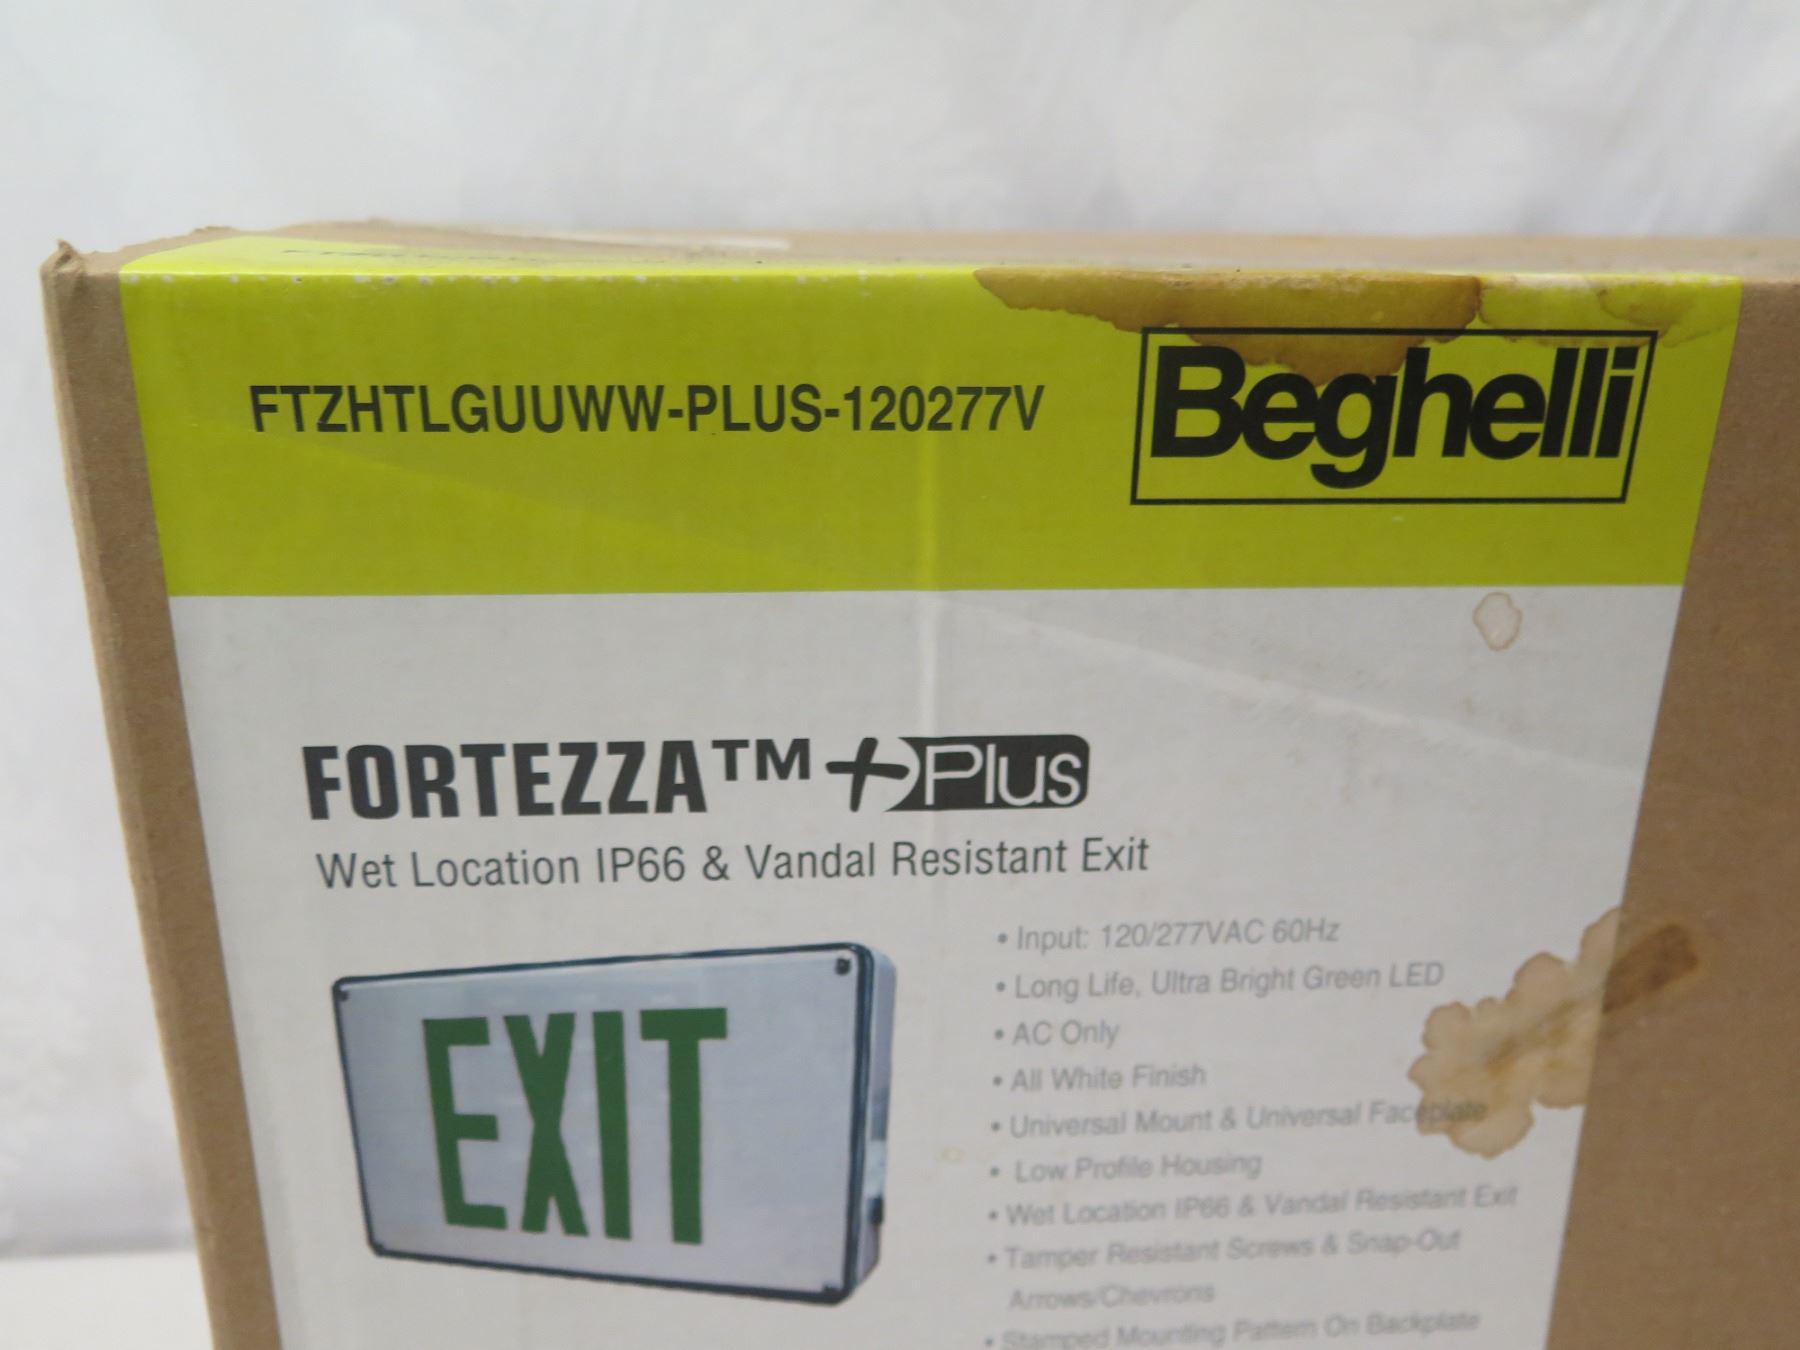 FTZHTLGUUWW-PLUS-120277V
Beghelli
FORTEZZA™ +Plus
Wet Location IP66 & Vandal Resistant Exit
EXIT
• Input: 120/277VAC 60Hz
• Long Life, Ultra Bright Green LED
• AC Only
• All White Finish
• Universal Mount & Universal Faceplate
• Low Profile Housing
• Wet Location IP66 & Vandal Resistant Exit
• Tamper Resistant Screws & Snap-Out
Arrows/Chevrons
• Stamped Mounting Pattern On Backplate